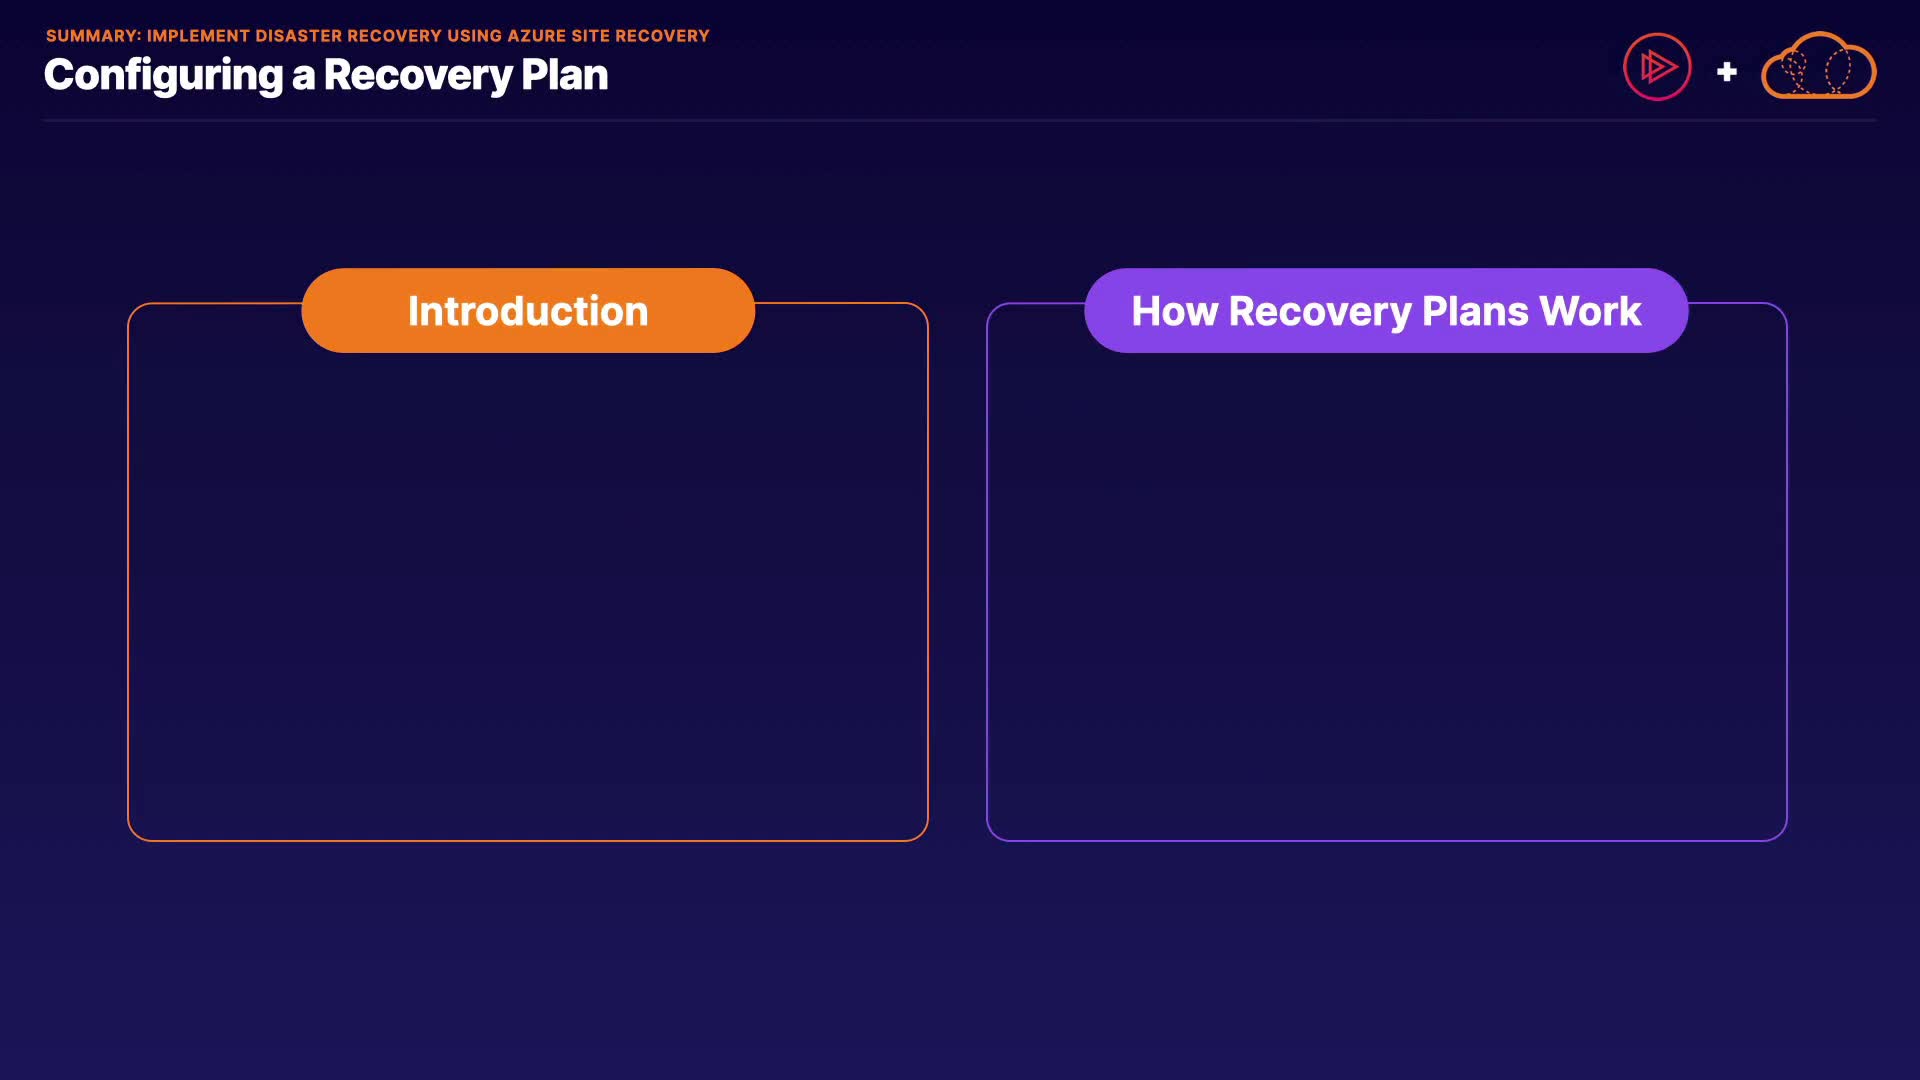 SUMMARY: IMPLEMENT DISASTER RECOVERY USING AZURE SITE RECOVERY
Configuring a Recovery Plan
Introduction
How Recovery Plans Work